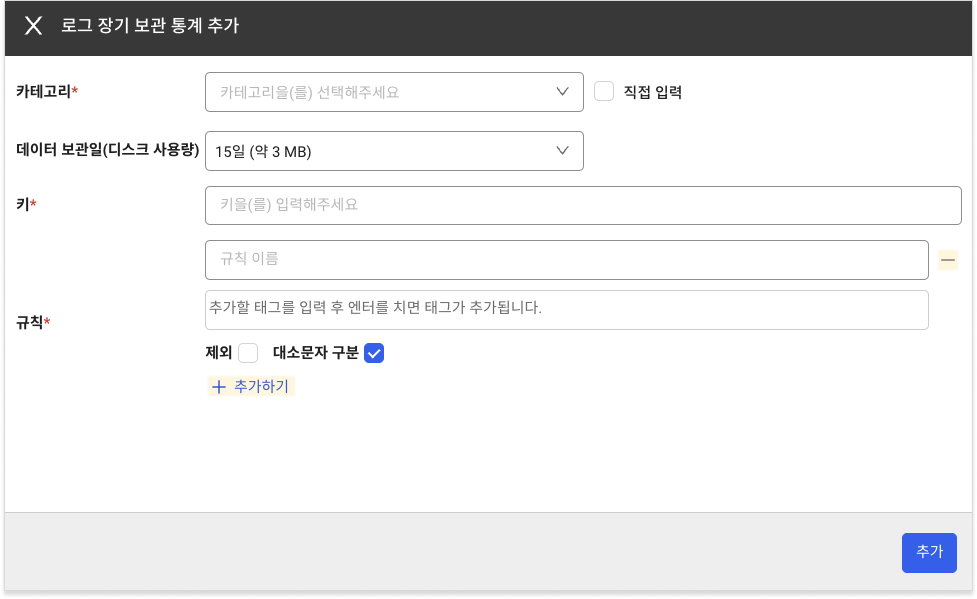 로그 장기 보관 통계 추가
카테고리* 카테고리을(를) 선택해주세요 직접 입력
데이터 보관일(디스크 사용량) 15일 (약 3 MB)
키* 키을(를) 입력해주세요
규칙 이름
규칙* 추가할 태그를 입력 후 엔터를 치면 태그가 추가됩니다.
제외 대소문자 구분
+ 추가하기
추가